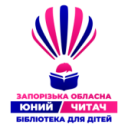 ЗАПОРІЗЬКА ОБЛАСНА
ЮНИЙ ЧИТАЧ
БІБЛІОТЕКА ДЛЯ ДІТЕЙ